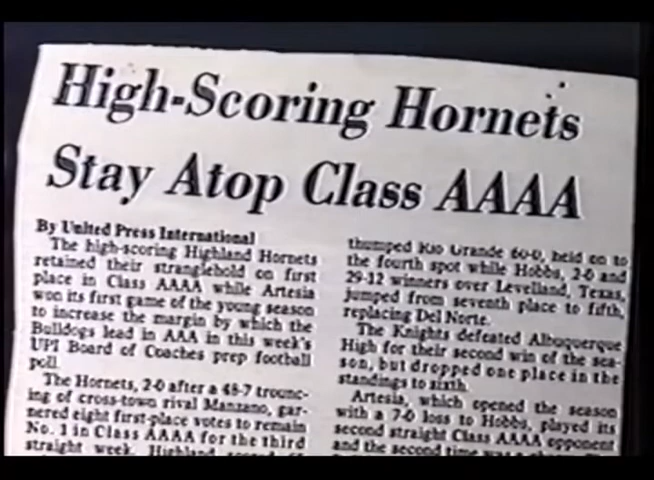 High-Scoring Hornets
Stay Atop Class AAAA
By United Press International
The high-scoring Highland Hornets
retained their stranglehold on first
place in Class AAAA while Artesia
won its first game of the young season
to increase the margin by which the
Bulldogs lead in AAA in this week's
UPI Board of Coaches prep football
poll.
The Hornets, 2-0 after a 48-7 trounc-
ing of cross-town rival Manzano, gar-
nered eight first-place votes to remain
No. 1 in Class AAAA for the third
straight week. Highland
thumped Rio Grande 60-0, held on to
the fourth spot while Hobbs, 2-0 and
29-12 winners over Levelland, Texas,
jumped from seventh place to fifth,
replacing Del Norte.
The Knights defeated Albuquerque
High for their second win of the sea-
son, but dropped one place in the
standings to sixth.
Artesia, which opened the season
with a 7-0 loss to Hobbs, played its
second straight Class AAAA opponent
and the second time was a